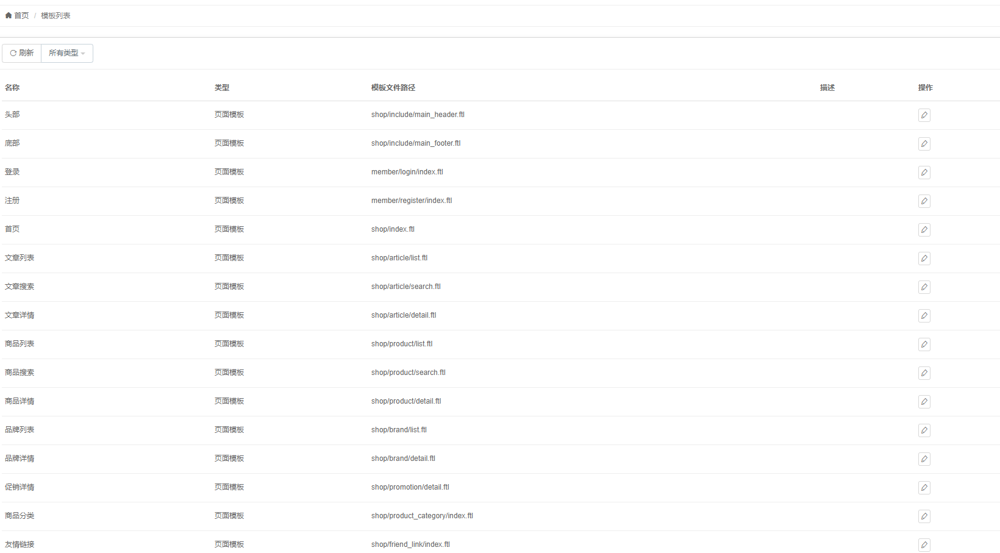 首页 / 模板列表
刷新 所有类型
名称 类型 模板文件路径 描述 操作
头部 页面模板 shop/include/main_header.ftl
底部 页面模板 shop/include/main_footer.ftl
登录 页面模板 member/login/index.ftl
注册 页面模板 member/register/index.ftl
首页 页面模板 shop/index.ftl
文章列表 页面模板 shop/article/list.ftl
文章搜索 页面模板 shop/article/search.ftl
文章详情 页面模板 shop/article/detail.ftl
商品列表 页面模板 shop/product/list.ftl
商品搜索 页面模板 shop/product/search.ftl
商品详情 页面模板 shop/product/detail.ftl
品牌列表 页面模板 shop/brand/list.ftl
品牌详情 页面模板 shop/brand/detail.ftl
促销详情 页面模板 shop/promotion/detail.ftl
商品分类 页面模板 shop/product_category/index.ftl
友情链接 页面模板 shop/friend_link/index.ftl